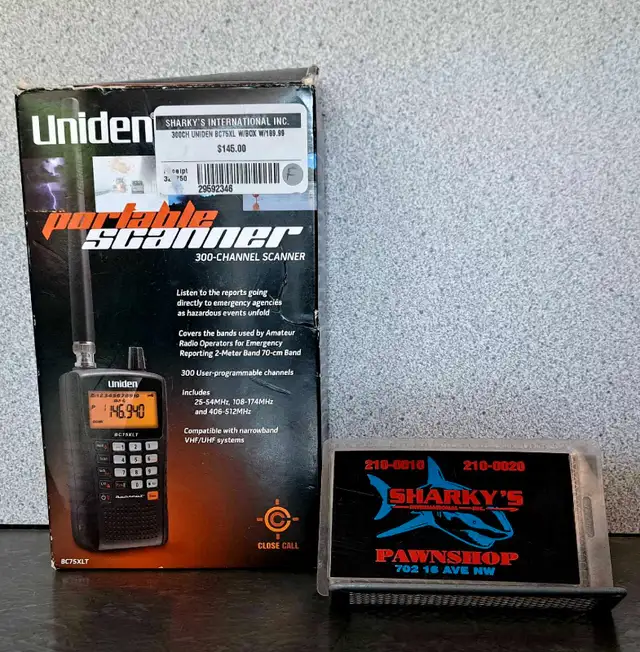 Uniden
SHARKY'S INTERNATIONAL INC.
300CH UNIDEN BC75XL W/BOX W/189.99
$145.00
29592346
F
portable
scanner
300-CHANNEL SCANNER
Listen to the reports going
directly to emergency agencies
as hazardous events unfold
Covers the bands used by Amateur
Radio Operators for Emergency
Reporting 2-Meter Band 70-cm Band
300 User-programmable channels
Includes
25-54MHz, 108-174MHz
and 406-512MHz
Compatible with narrowband
VHF/UHF systems
Uniden
146.940
BC75XLT
CLOSE CALL
BC75XLT
210-0010 210-0020
SHARKY'S
INTERNATIONAL INC.
PAWNSHOP
702 16 AVE NW